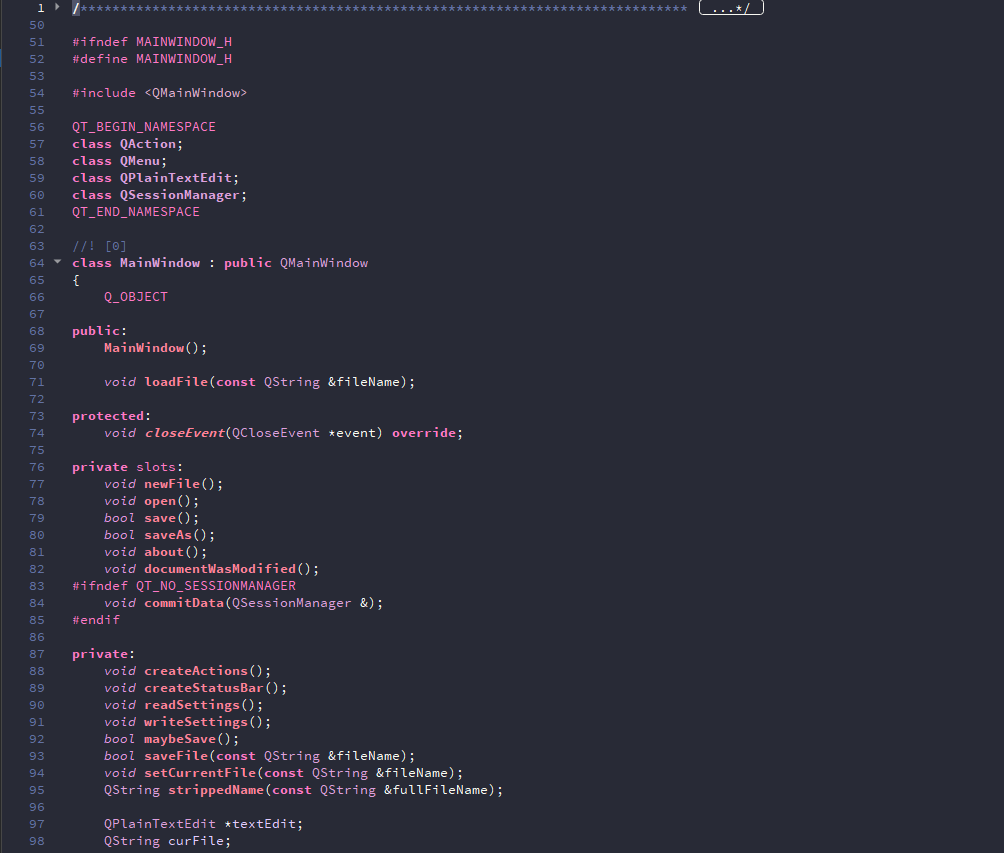 1 /**************************************************************************** ...*/
50
51 #ifndef MAINWINDOW_H
52 #define MAINWINDOW_H
53
54 #include <QMainWindow>
55
56 QT_BEGIN_NAMESPACE
57 class QAction;
58 class QMenu;
59 class QPlainTextEdit;
60 class QSessionManager;
61 QT_END_NAMESPACE
62
63 //! [0]
64 class MainWindow : public QMainWindow
65 {
66     Q_OBJECT
67
68 public:
69     MainWindow();
70
71     void loadFile(const QString &fileName);
72
73 protected:
74     void closeEvent(QCloseEvent *event) override;
75
76 private slots:
77     void newFile();
78     void open();
79     bool save();
80     bool saveAs();
81     void about();
82     void documentWasModified();
83 #ifndef QT_NO_SESSIONMANAGER
84     void commitData(QSessionManager &);
85 #endif
86
87 private:
88     void createActions();
89     void createStatusBar();
90     void readSettings();
91     void writeSettings();
92     bool maybeSave();
93     bool saveFile(const QString &fileName);
94     void setCurrentFile(const QString &fileName);
95     QString strippedName(const QString &fullFileName);
96
97     QPlainTextEdit *textEdit;
98     QString curFile;